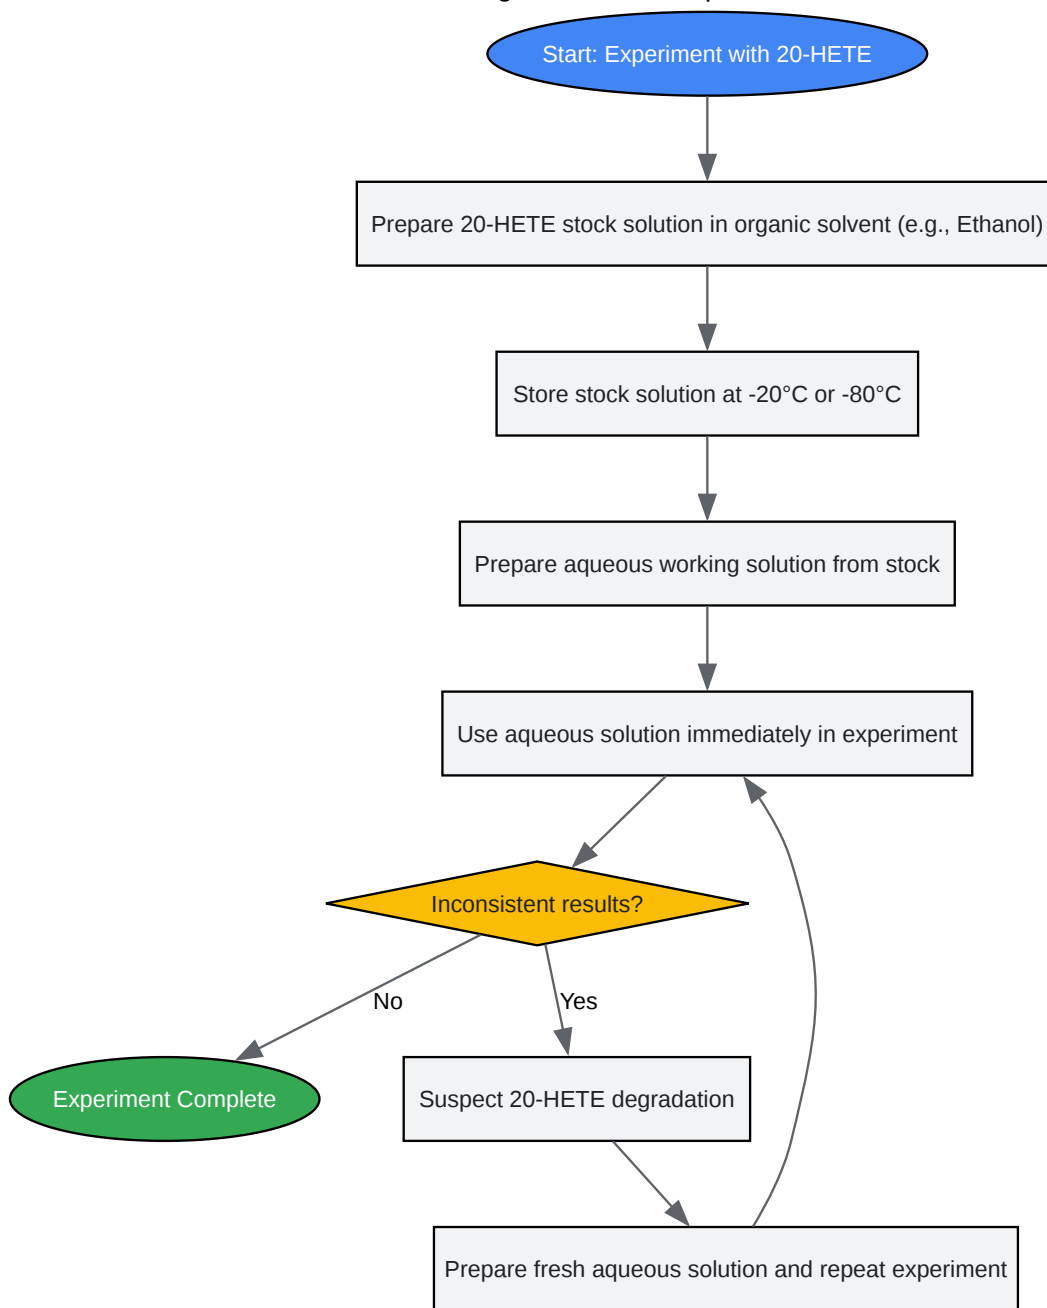 Start: Experiment with 20-HETE
Prepare 20-HETE stock solution in organic solvent (e.g., Ethanol)
Store stock solution at -20°C or -80°C
Prepare aqueous working solution from stock
Use aqueous solution immediately in experiment
Inconsistent results?
No
Yes
Experiment Complete
Suspect 20-HETE degradation
Prepare fresh aqueous solution and repeat experiment